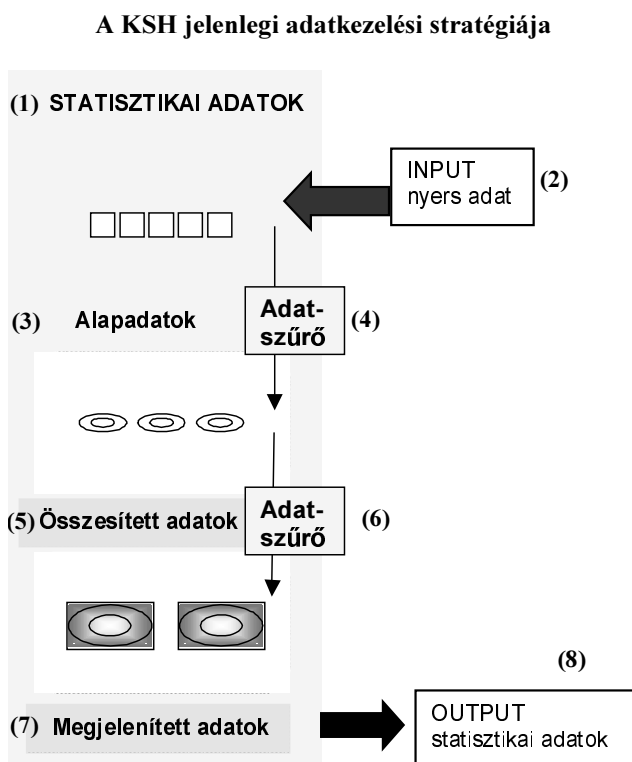 A KSH jelenlegi adatkezelési stratégiája
(1) STATISZTIKAI ADATOK
INPUT
nyers adat
(2)
(3) Alapadatok
Adat-
szűrő
(4)
(5) Összesített adatok
Adat-
szűrő
(6)
(8)
(7) Megjelenített adatok
OUTPUT
statisztikai adatok